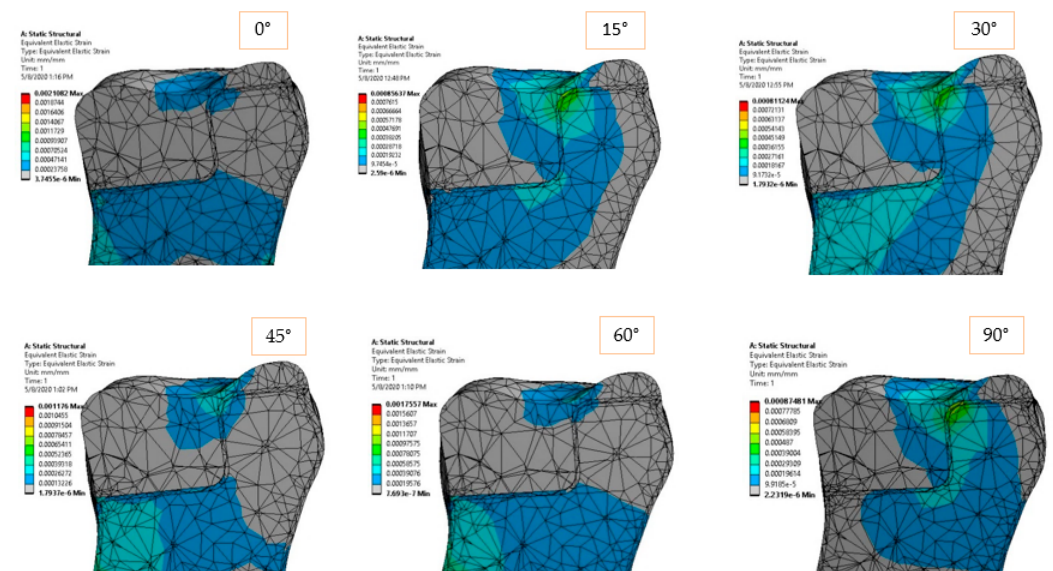 0°
A: Static Structural
Equivalent Elastic Strain
Type: Equivalent Elastic Strain
Unit: mm/mm
Time: 1
5/8/2020 1:16 PM
0.0021082 Max
0.0018744
0.0016406
0.0014067
0.0011729
0.00093907
0.00070524
0.00047141
0.00023758
3.7455e-6 Min
15°
A: Static Structural
Equivalent Elastic Strain
Type: Equivalent Elastic Strain
Unit: mm/mm
Time: 1
5/8/2020 12:48 PM
0.00085637 Max
0.0007615
0.00066664
0.00057178
0.00047691
0.00038205
0.00028718
0.00019232
9.7454e-5
2.59e-6 Min
30°
A: Static Structural
Equivalent Elastic Strain
Type: Equivalent Elastic Strain
Unit: mm/mm
Time: 1
5/8/2020 12:55 PM
0.00081124 Max
0.00072131
0.00063137
0.00054143
0.00045149
0.00036155
0.00027161
0.00018167
9.1732e-5
1.7932e-6 Min
45°
A: Static Structural
Equivalent Elastic Strain
Type: Equivalent Elastic Strain
Unit: mm/mm
Time: 1
5/8/2020 1:02 PM
0.001176 Max
0.0010455
0.00091504
0.00078457
0.00065411
0.00052365
0.00039318
0.00026272
0.00013226
1.7937e-6 Min
60°
A: Static Structural
Equivalent Elastic Strain
Type: Equivalent Elastic Strain
Unit: mm/mm
Time: 1
5/8/2020 1:10 PM
0.0017557 Max
0.0015607
0.0013657
0.0011707
0.00097575
0.00078075
0.00058575
0.00039076
0.00019576
7.693e-7 Min
90°
A: Static Structural
Equivalent Elastic Strain
Type: Equivalent Elastic Strain
Unit: mm/mm
Time: 1
0.00087481 Max
0.00077785
0.0006809
0.00058395
0.000487
0.00039004
0.00029309
0.00019614
9.9185e-5
2.2319e-6 Min